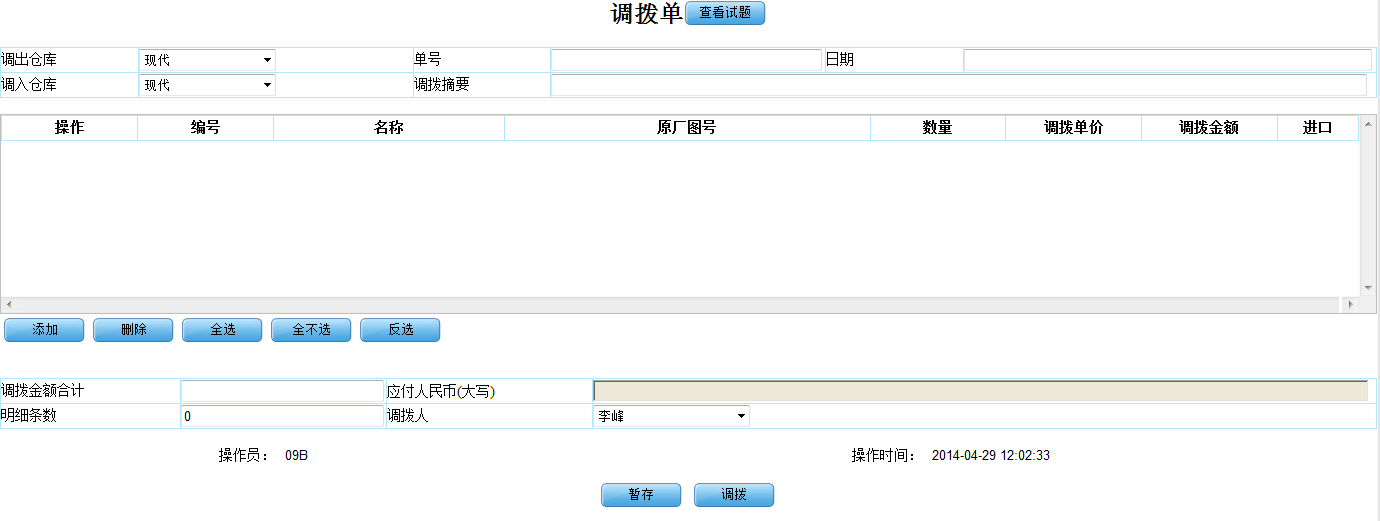 调拨单 查看试题
调出仓库 现代 单号 日期
调入仓库 现代 调拨摘要
操作 编号 名称 原厂图号 数量 调拨单价 调拨金额 进口
添加 删除 全选 全不选 反选
调拨金额合计 应付人民币(大写)
明细条数 0 调拨人 李峰
操作员： 09B 操作时间： 2014-04-29 12:02:33
暂存 调拨